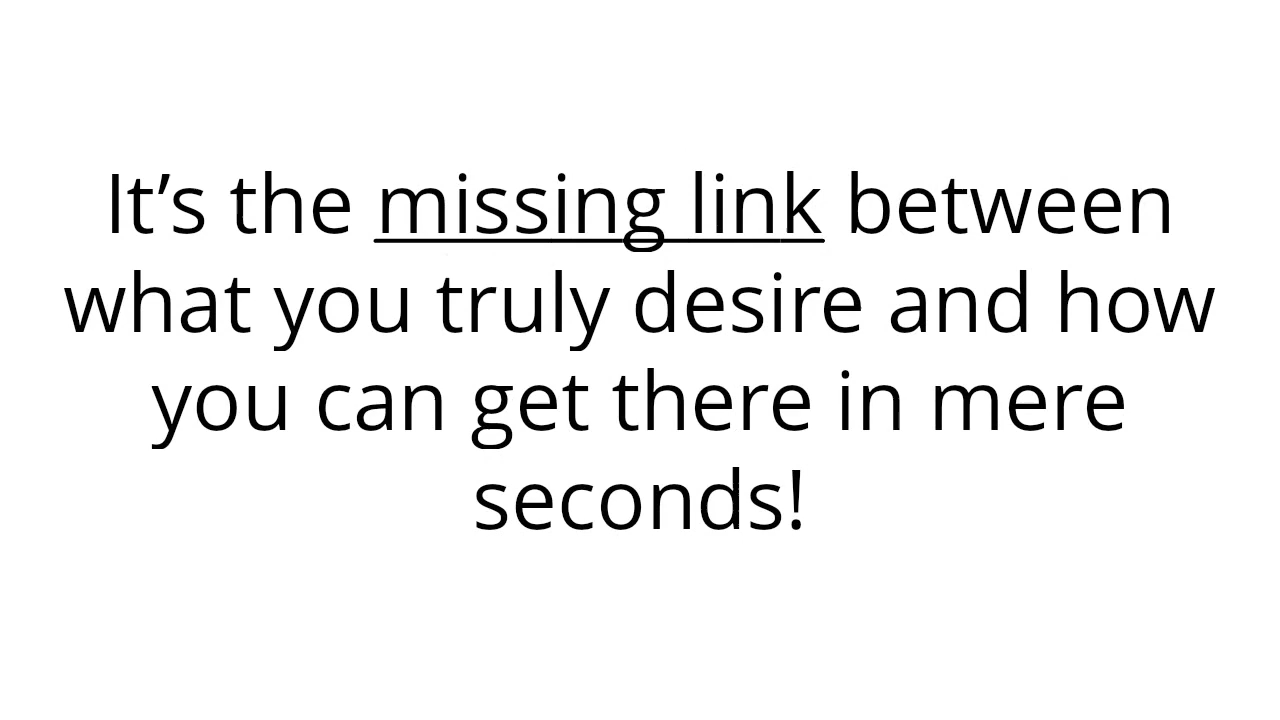 It’s the missing link between
what you truly desire and how
you can get there in mere
seconds!